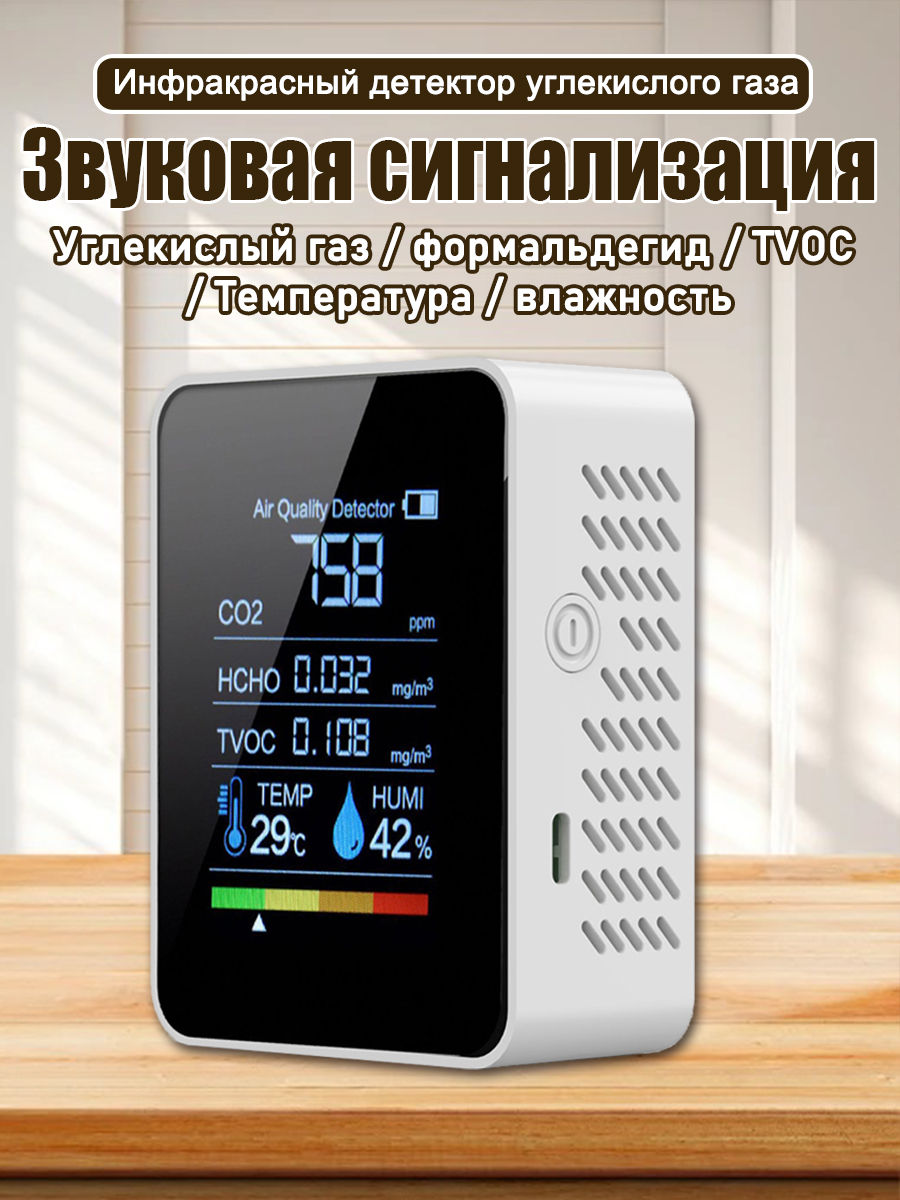 Инфракрасный детектор углекислого газа
Звуковая сигнализация
Углекислый газ / формальдегид / TVOC
/ Температура / влажность
Air Quality Detector
758
CO2 ppm
HCHO 0.032 mg/m³
TVOC 0.108 mg/m³
TEMP HUMI
29℃ 42%